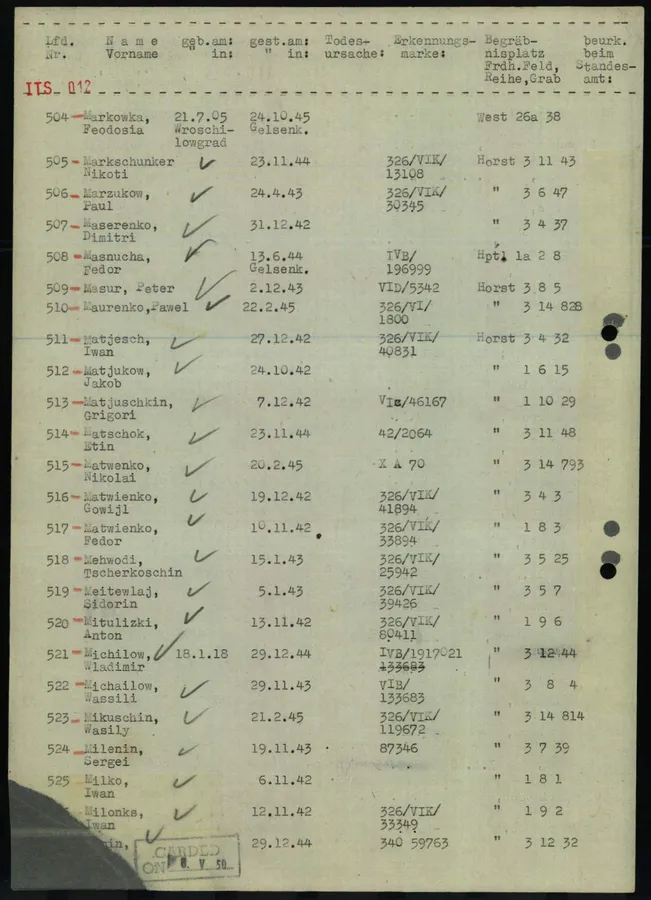 Lfd. N a m e geb.am: gest.am: Todes- Erkennungs- Begräb- beurk.
Nr. Vorname " in: " in: ursache: marke: nisplatz beim
Frdh.Feld, Standes-
Reihe,Grab amt:
ITS 012
504 Markowka, 21.7.05 24.10.45 West 26a 38
Feodosia Wroschi- Gelsenk.
lowgrad
505 Markschunker 23.11.44 326/VIK/ Horst 3 11 43
Nikoti 13108
506 Marzukow, 24.4.43 326/VIK/ " 3 6 47
Paul 30345
507 Maserenko, 31.12.42 " 3 4 37
Dimitri
508 Masnucha, 13.6.44 IVB/ Hptl 1a 2 8
Fedor Gelsenk. 196999
509 Masur, Peter 2.12.43 VID/5342 Horst 3 8 5
510 Maurenko,Pawel 22.2.45 326/VI/ " 3 14 828
1800
511 Matjesch, 27.12.42 326/VIK/ Horst 3 4 32
Iwan 40831
512 Matjukow, 24.10.42 " 1 6 15
Jakob
513 Matjuschkin, 7.12.42 /46167 " 1 10 29
Grigori
514 Matschok, 23.11.44 42/2064 " 3 11 48
Etin
515 Matwenko, 20.2.45 X A 70 " 3 14 793
Nikolai
516 Matwienko, 19.12.42 326/VIK/ " 3 4 3
Gowijl 41894
517 Matwienko, 10.11.42 326/VIK/ " 1 8 3
Fedor 33894
518 Mehwodi, 15.1.43 326/VIK/ " 3 5 25
Tscherkoschin 25942
519 Meitewlaj, 5.1.43 326/VIK/ " 3 5 7
Sidorin 39426
520 Mitulizki, 13.11.42 326/VIK/ " 1 9 6
Anton 80411
521 Michilow, 18.1.18 29.12.44 IVB/1917021 " 3 12 44
Wladimir 133683
522 Michailow, 29.11.43 VIB/ " 3 8 4
Wassili 133683
523 Mikuschin, 21.2.45 326/VIK/ " 3 14 814
Wasily 119672
524 Milenin, 19.11.43 87346 " 3 7 39
Sergei
525 Milko, 6.11.42 " 1 8 1
Iwan
Milonks, 12.11.42 326/VIK/ " 1 9 2
Iwan 33349
29.12.44 340 59763 " 3 12 32
CARDED
ON V 50